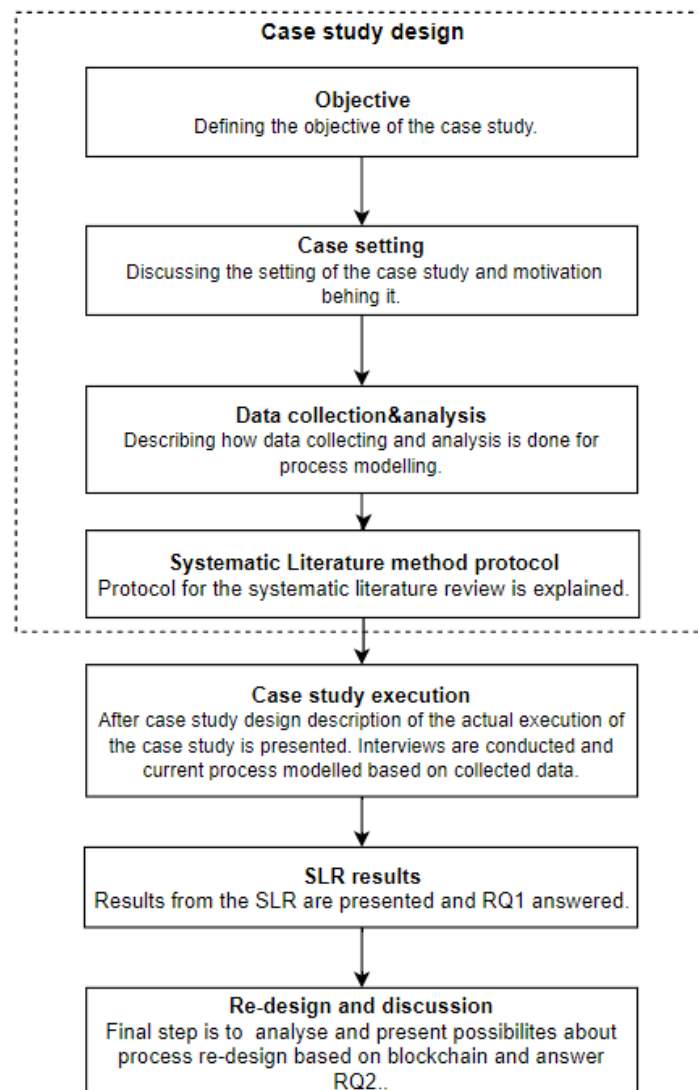 Case study design
Objective
Defining the objective of the case study.
Case setting
Discussing the setting of the case study and motivation
behing it.
Data collection&analysis
Describing how data collecting and analysis is done for
process modelling.
Systematic Literature method protocol
Protocol for the systematic literature review is explained.
Case study execution
After case study design description of the actual execution of
the case study is presented. Interviews are conducted and
current process modelled based on collected data.
SLR results
Results from the SLR are presented and RQ1 answered.
Re-design and discussion
Final step is to  analyse and present possibilites about
process re-design based on blockchain and answer
RQ2..